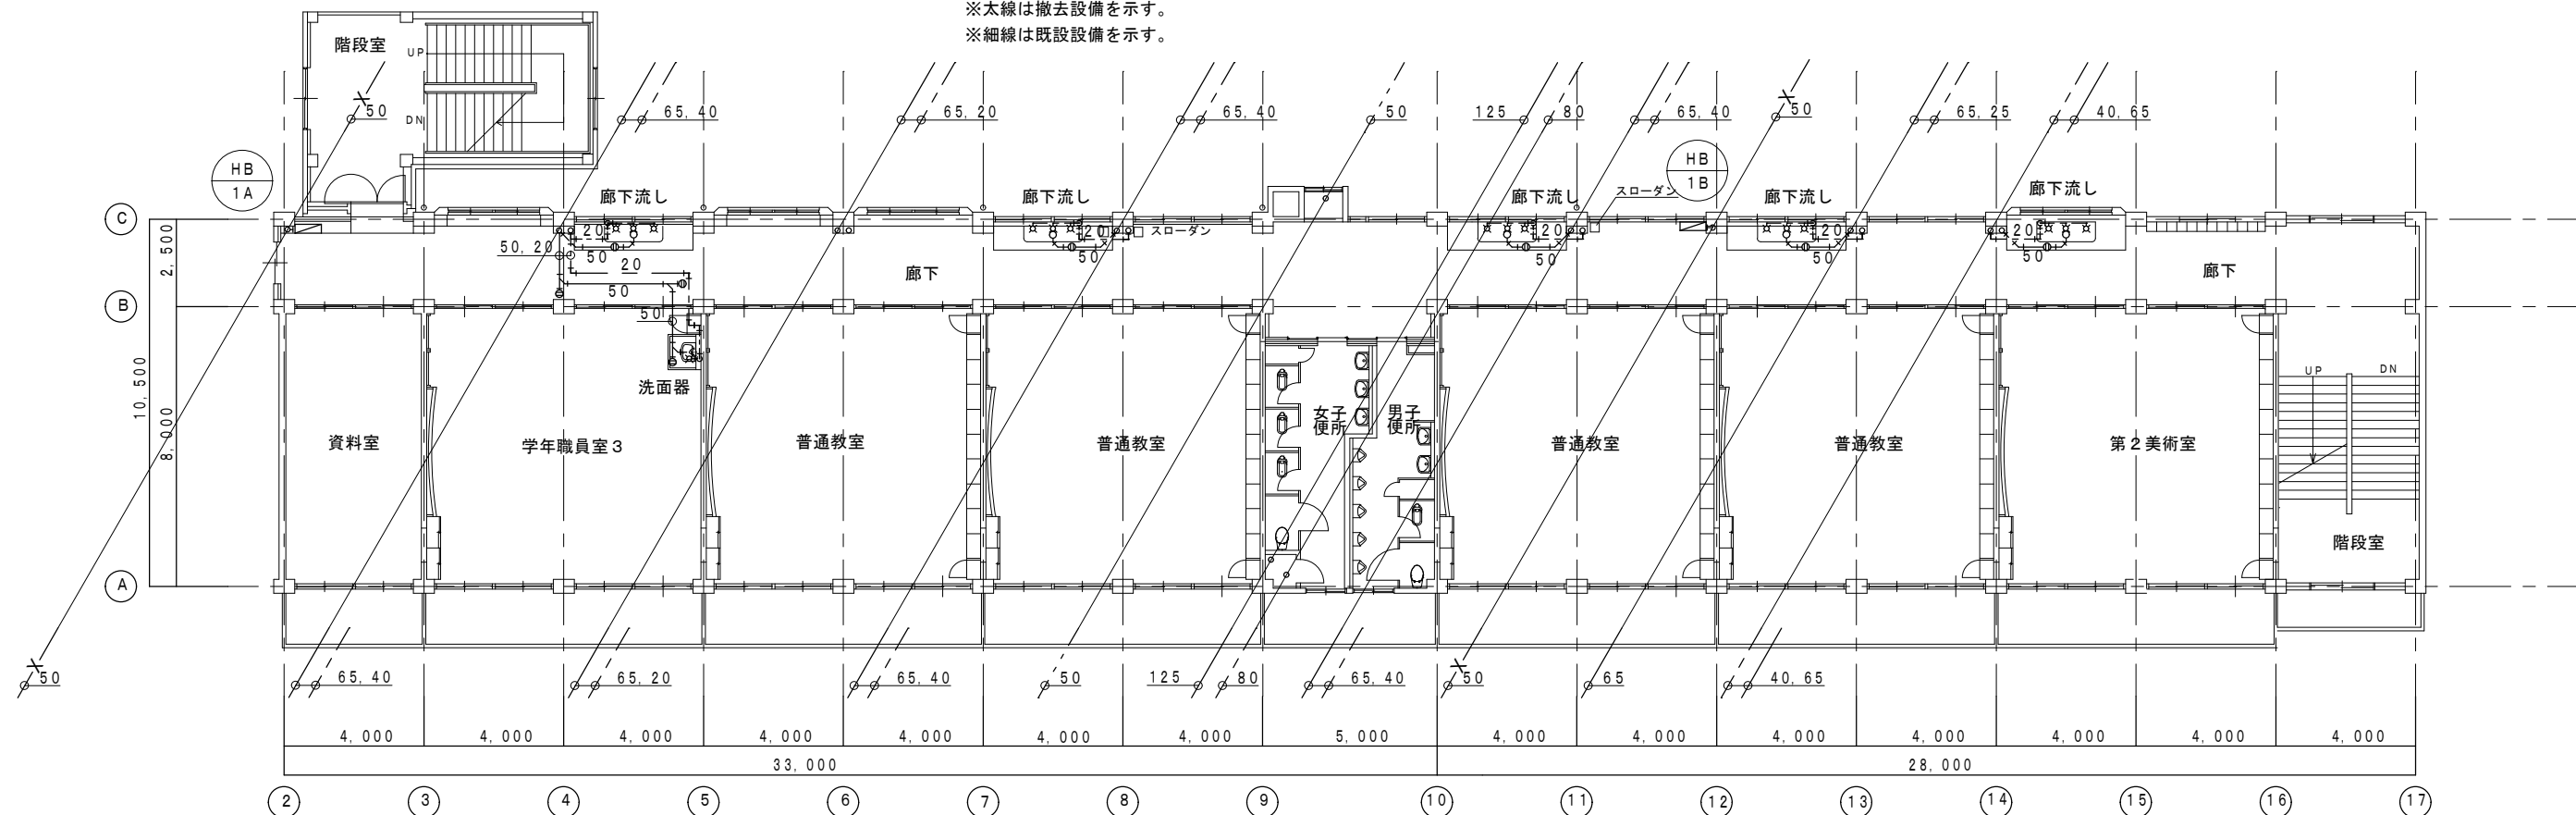 ※太線は撤去設備を示す。
※細線は既設設備を示す。
階段室
UP
DN
50
65, 40
65, 20
65, 40
50
125
80
65, 40
50
65, 25
40, 65
HB
1A
HB
1B
廊下流し
廊下流し
廊下流し
スローダン
廊下流し
廊下流し
C
2,500
20
50, 20
50
20
50
50
20
50
スローダン
20
50
20
50
20
50
廊下
廊下
B
10,500
8,000
洗面器
女子
便所
男子
便所
UP
DN
資料室
学年職員室3
普通教室
普通教室
普通教室
普通教室
第2美術室
階段室
A
50
65, 40
65, 20
65, 40
50
125
80
65, 40
50
65
40, 65
4,000
4,000
4,000
4,000
4,000
4,000
4,000
5,000
4,000
4,000
4,000
4,000
4,000
4,000
4,000
33,000
28,000
2
3
4
5
6
7
8
9
10
11
12
13
14
15
16
17